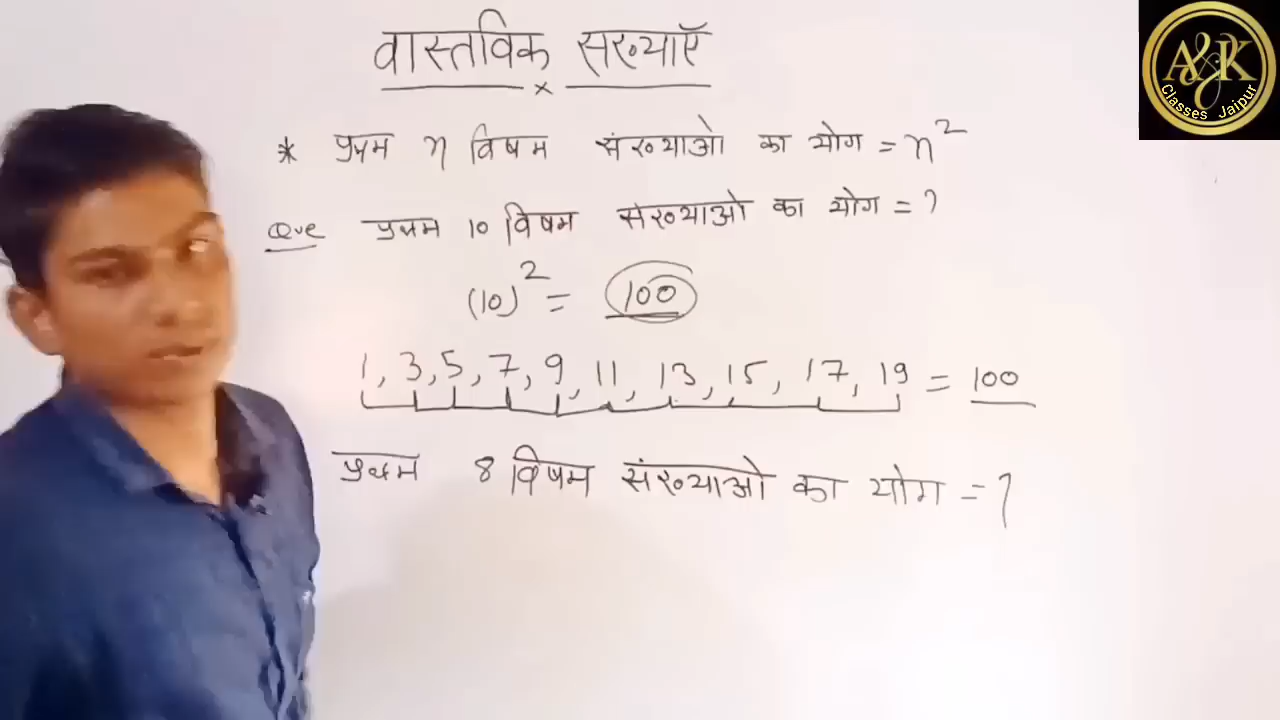 वास्तविक संख्याएँ
* प्रथम n विषम संख्याओ का योग = n²
Que प्रथम 10 विषम संख्याओ का योग = ?
(10)² = 100
1, 3, 5, 7, 9, 11, 13, 15, 17, 19 = 100
प्रथम 8 विषम संख्याओ का योग = ?
A&K
Classes Jaipur